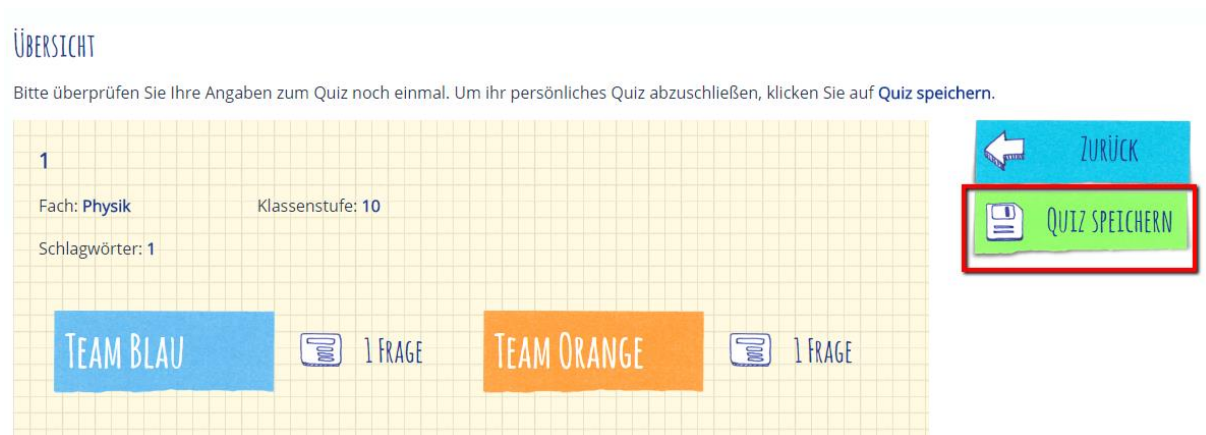 Übersicht
Bitte überprüfen Sie Ihre Angaben zum Quiz noch einmal. Um ihr persönliches Quiz abzuschließen, klicken Sie auf Quiz speichern.
1
Fach: Physik Klassenstufe: 10
Schlagwörter: 1
Team Blau 1 Frage Team Orange 1 Frage
Zurück
Quiz speichern